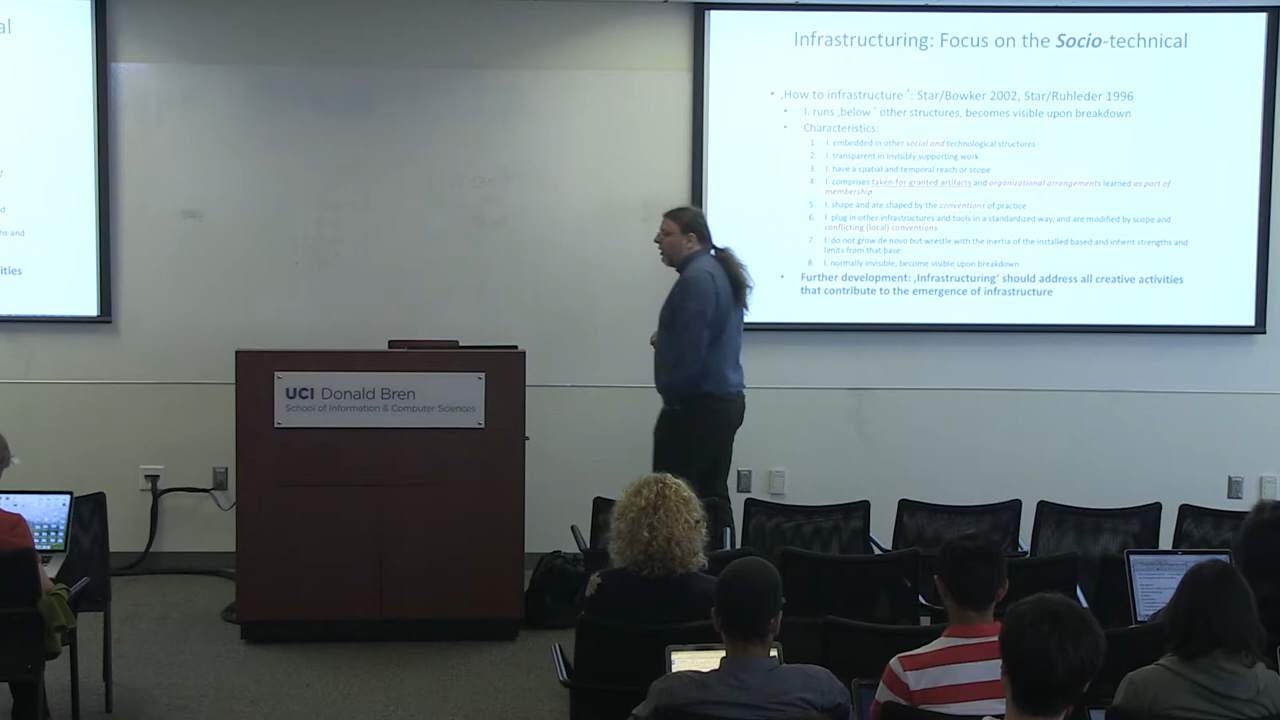 al
d
hs and
ities
Infrastructuring: Focus on the Socio-technical
• ‚How to infrastructure ': Star/Bowker 2002, Star/Ruhleder 1996
• I. runs ‚below ' other structures, becomes visible upon breakdown
• Characteristics:
1. I. embedded in other social and technological structures
2. I. transparent in invisibly supporting work
3. I. have a spatial and temporal reach or scope
4. I. comprises taken-for-granted artifacts and organizational arrangements learned as part of
membership
5. I. shape and are shaped by the conventions of practice
6. I. plug in other infrastructures and tools in a standardized way, and are modified by scope and
conflicting (local) conventions
7. I. do not grow de novo but wrestle with the inertia of the installed based and inherit strengths and
limits from that base
8. I. normally invisible, become visible upon breakdown
• Further development: ‚Infrastructuring' should address all creative activities
that contribute to the emergence of infrastructure
UCI Donald Bren
School of Information & Computer Sciences